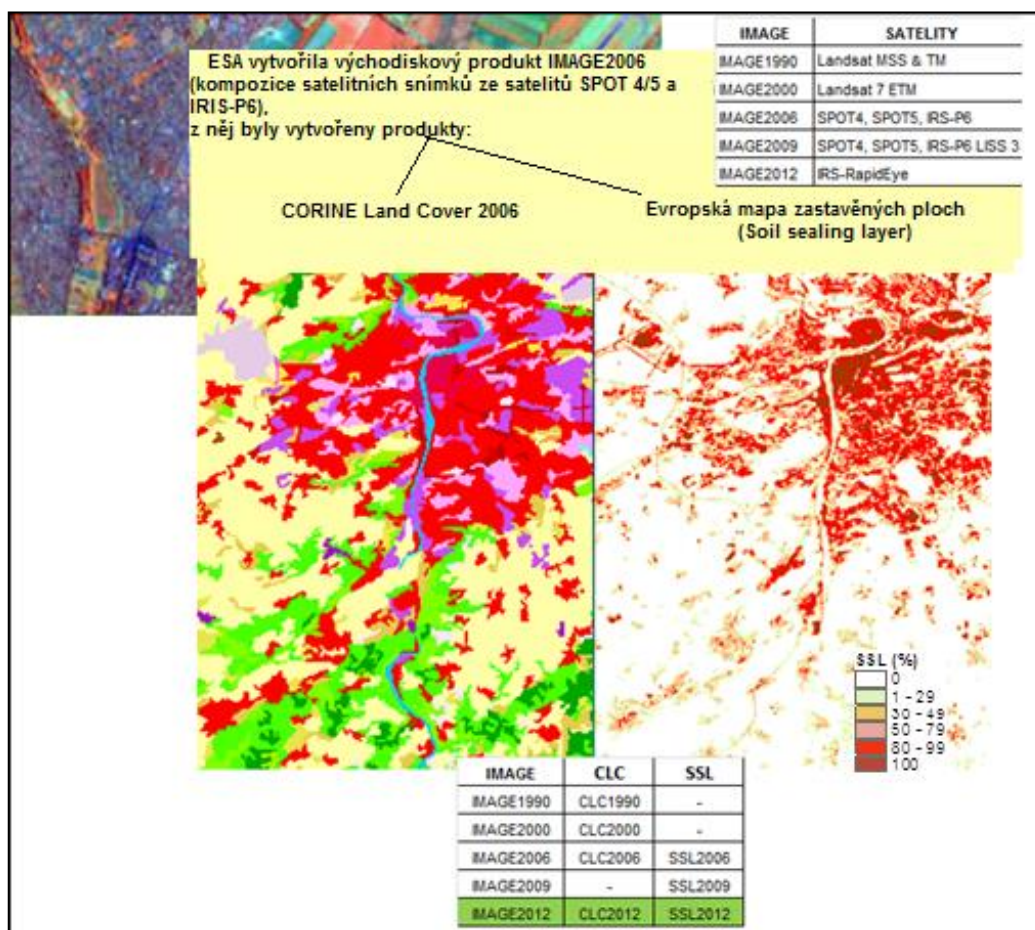 ESA vytvořila východiskový produkt IMAGE2006
(kompozice satelitních snímků ze satelitů SPOT 4/5 a
IRIS-P6),
z něj byly vytvořeny produkty:
CORINE Land Cover 2006
Evropská mapa zastavěných ploch
(Soil sealing layer)
IMAGE SATELITY
IMAGE1990 Landsat MSS & TM
IMAGE2000 Landsat 7 ETM
IMAGE2006 SPOT4, SPOT5, IRS-P6
IMAGE2009 SPOT4, SPOT5, IRS-P6 LISS 3
IMAGE2012 IRS-RapidEye
SSL (%)
0
1 - 29
30 - 49
50 - 79
80 - 99
100
IMAGE CLC SSL
IMAGE1990 CLC1990 -
IMAGE2000 CLC2000 -
IMAGE2006 CLC2006 SSL2006
IMAGE2009 - SSL2009
IMAGE2012 CLC2012 SSL2012